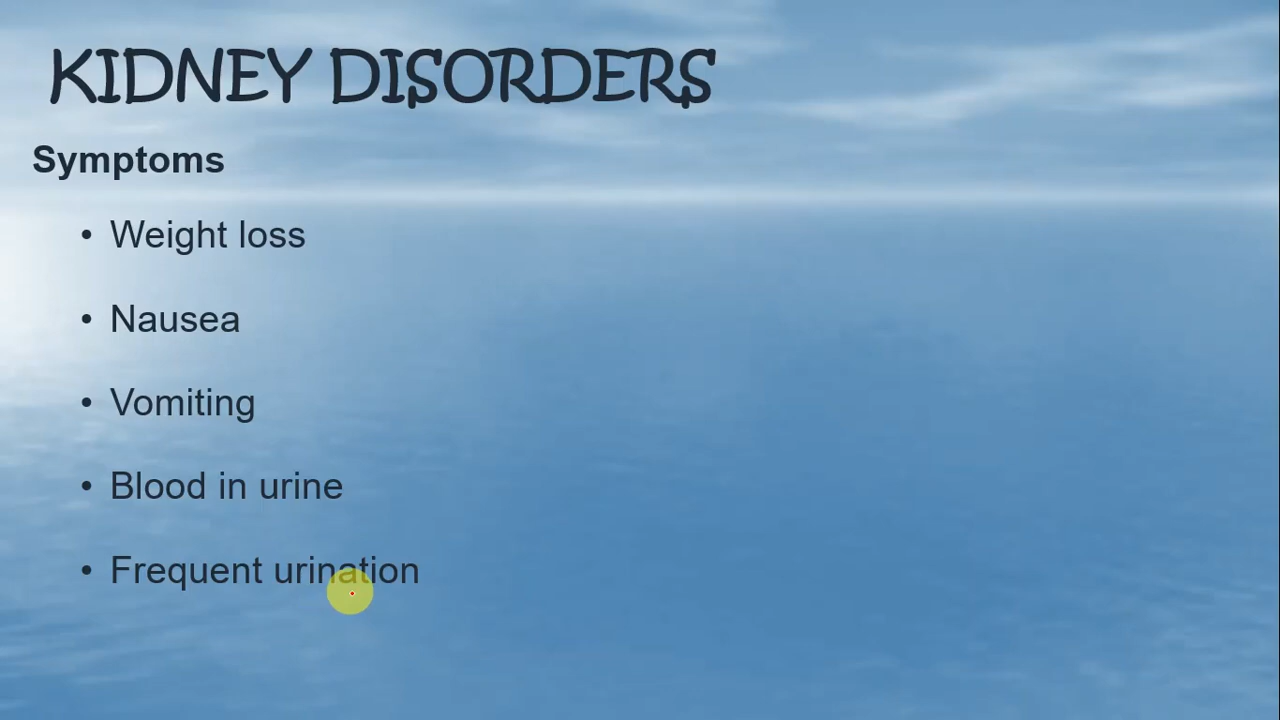 KIDNEY DISORDERS
Symptoms
• Weight loss
• Nausea
• Vomiting
• Blood in urine
• Frequent urination